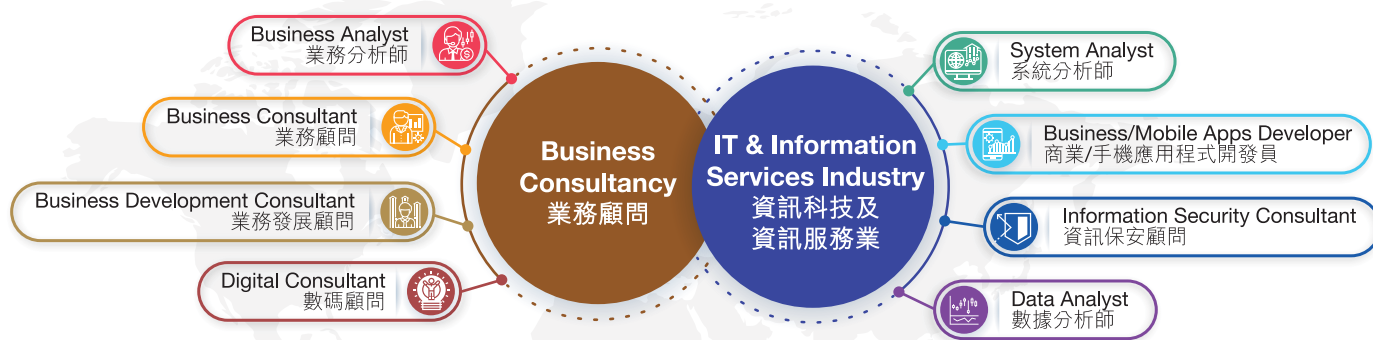 Business Analyst
業務分析師
Business Consultant
業務顧問
Business Development Consultant
業務發展顧問
Digital Consultant
數碼顧問
Business
Consultancy
業務顧問
IT & Information
Services Industry
資訊科技及
資訊服務業
System Analyst
系統分析師
Business/Mobile Apps Developer
商業/手機應用程式開發員
Information Security Consultant
資訊保安顧問
Data Analyst
數據分析師